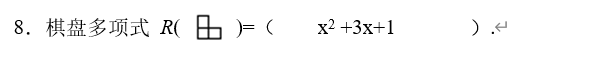 8．棋盘多项式 R( )=（ x² +3x+1 ）.↵